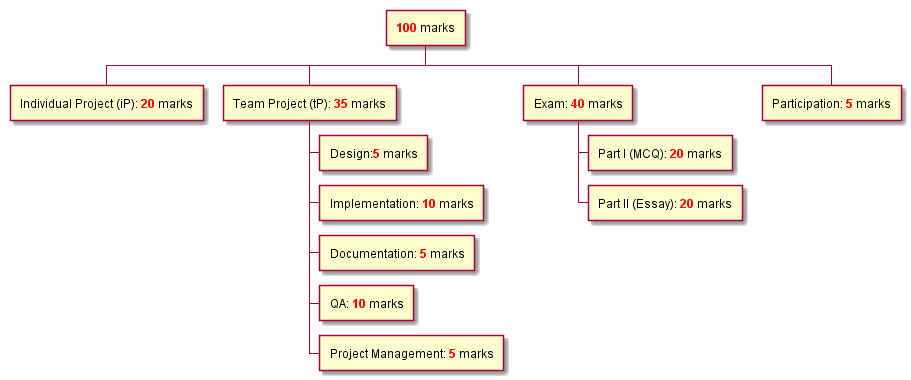 100 marks
Individual Project (iP): 20 marks
Team Project (tP): 35 marks
Exam: 40 marks
Participation: 5 marks
Design:5 marks
Part I (MCQ): 20 marks
Implementation: 10 marks
Part II (Essay): 20 marks
Documentation: 5 marks
QA: 10 marks
Project Management: 5 marks